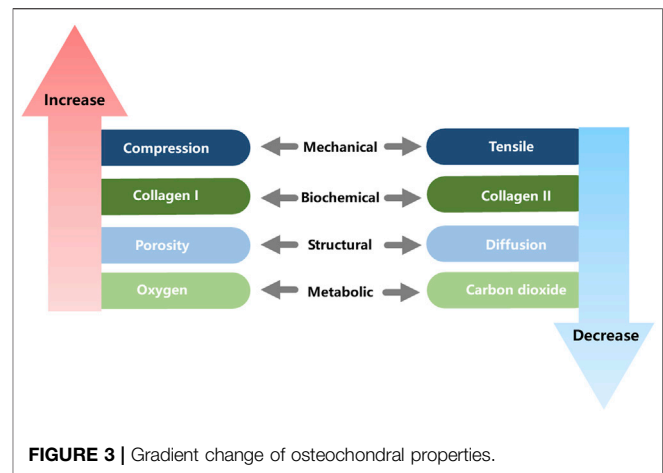 Increase
Compression
Mechanical
Tensile
Collagen I
Biochemical
Collagen II
Porosity
Structural
Diffusion
Oxygen
Metabolic
Carbon dioxide
Decrease
FIGURE 3 | Gradient change of osteochondral properties.